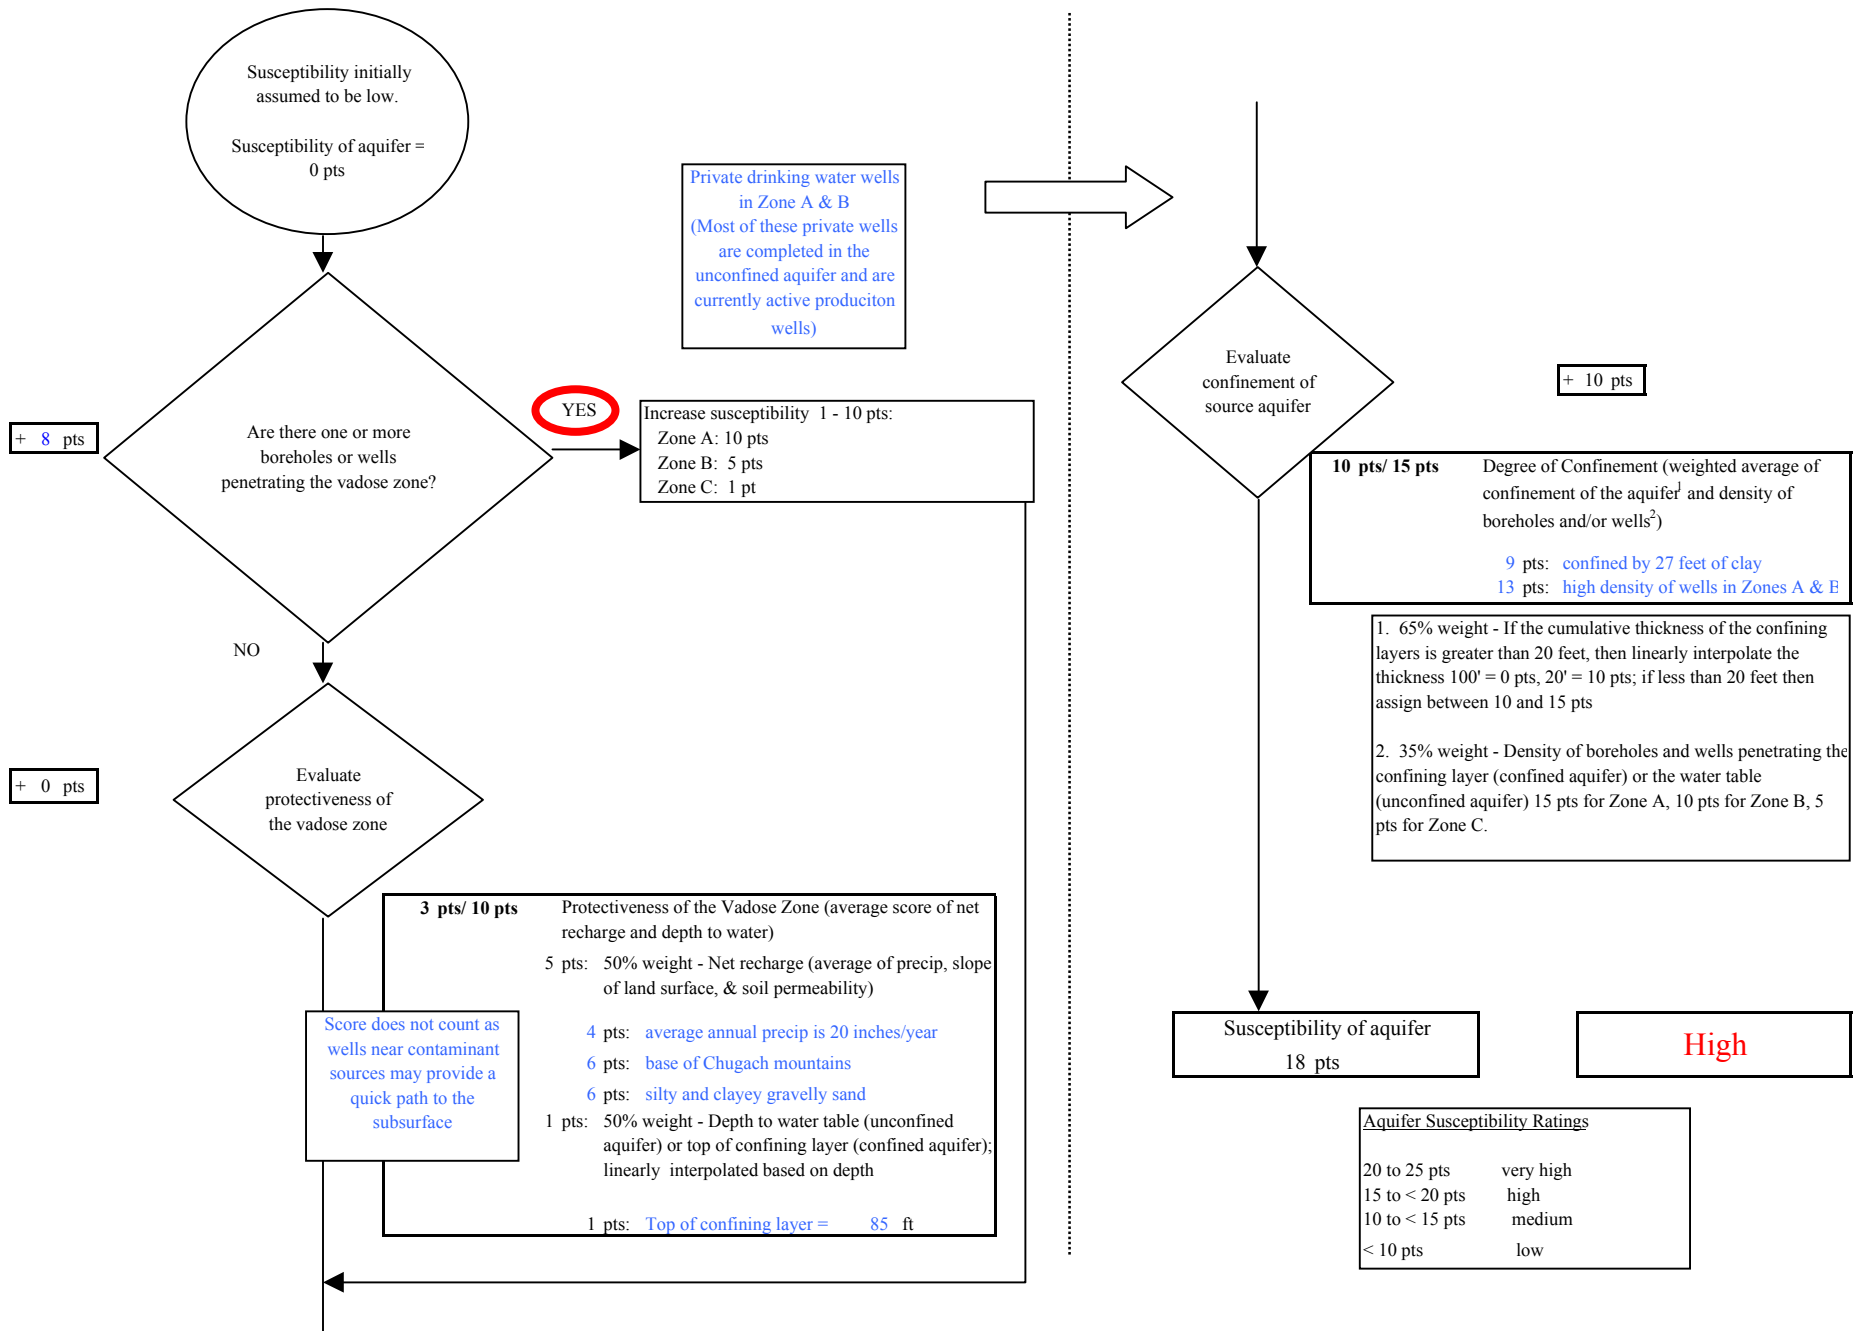 Susceptibility initially
assumed to be low.
Susceptibility of aquifer =
0 pts
Private drinking water wells
in Zone A & B
(Most of these private wells
are completed in the
unconfined aquifer and are
currently active produciton
wells)
+ 8 pts
Are there one or more
boreholes or wells
penetrating the vadose zone?
YES
Increase susceptibility 1 - 10 pts:
Zone A: 10 pts
Zone B: 5 pts
Zone C: 1 pt
NO
+ 0 pts
Evaluate
protectiveness of
the vadose zone
3 pts/ 10 pts Protectiveness of the Vadose Zone (average score of net
recharge and depth to water)
5 pts: 50% weight - Net recharge (average of precip, slope
of land surface, & soil permeability)
4 pts: average annual precip is 20 inches/year
6 pts: base of Chugach mountains
6 pts: silty and clayey gravelly sand
1 pts: 50% weight - Depth to water table (unconfined
aquifer) or top of confining layer (confined aquifer);
linearly interpolated based on depth
1 pts: Top of confining layer = 85 ft
Score does not count as
wells near contaminant
sources may provide a
quick path to the
subsurface
Evaluate
confinement of
source aquifer
+ 10 pts
10 pts/ 15 pts Degree of Confinement (weighted average of
confinement of the aquifer1 and density of
boreholes and/or wells2)
9 pts: confined by 27 feet of clay
13 pts: high density of wells in Zones A & B
1. 65% weight - If the cumulative thickness of the confining
layers is greater than 20 feet, then linearly interpolate the
thickness 100' = 0 pts, 20' = 10 pts; if less than 20 feet then
assign between 10 and 15 pts
2. 35% weight - Density of boreholes and wells penetrating the
confining layer (confined aquifer) or the water table
(unconfined aquifer) 15 pts for Zone A, 10 pts for Zone B, 5
pts for Zone C.
Susceptibility of aquifer
18 pts
High
Aquifer Susceptibility Ratings
20 to 25 pts very high
15 to < 20 pts high
10 to < 15 pts medium
< 10 pts low